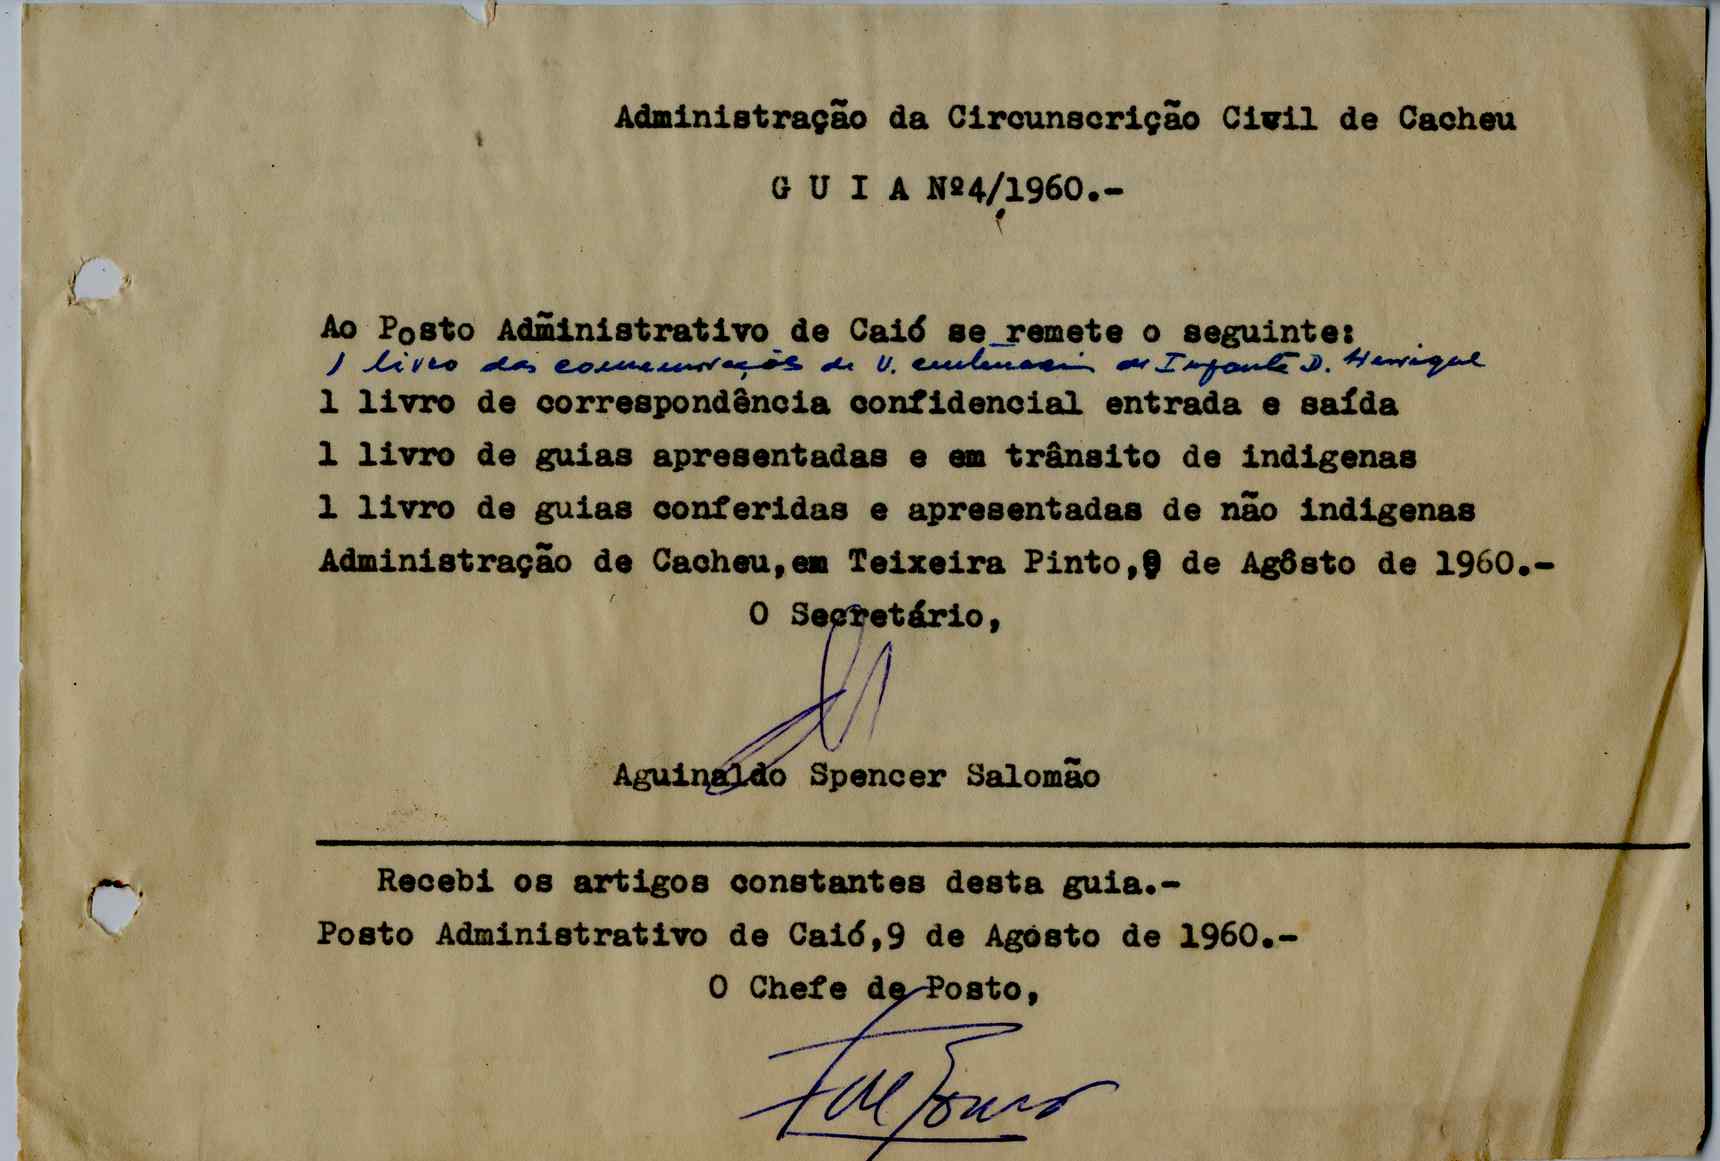 Administração da Circunscrição Civil de Cacheu
G U I A Nº4/1960.-
Ao Posto Administrativo de Caió se remete o seguinte:
1 livro das comemorações do V. centenário do Infante D. Henrique
1 livro de correspondência confidencial entrada e saída
1 livro de guias apresentadas e em trânsito de indigenas
1 livro de guias conferidas e apresentadas de não indigenas
Administração de Cacheu,em Teixeira Pinto,9 de Agôsto de 1960.-
O Secretário,
Aguinaldo Spencer Salomão
Recebi os artigos constantes desta guia.-
Posto Administrativo de Caió,9 de Agosto de 1960.-
O Chefe de Posto,